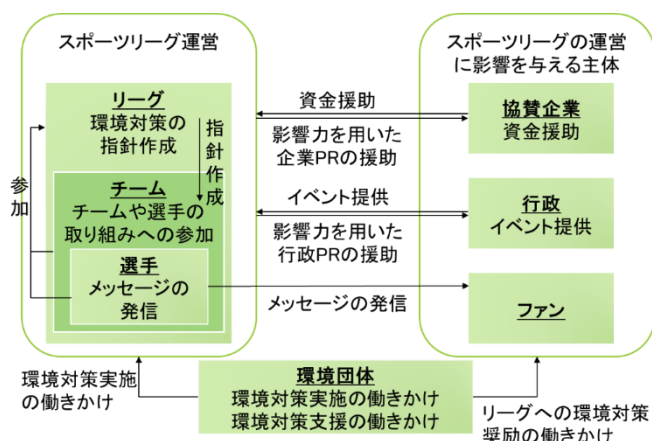 スポーツリーグ運営
スポーツリーグの運営
に影響を与える主体
リーグ
環境対策の
指針作成
指針作成
参加
チーム
チームや選手の
取り組みへの参加
選手
メッセージの
発信
資金援助
影響力を用いた
企業PRの援助
イベント提供
影響力を用いた
行政PRの援助
メッセージの発信
協賛企業
資金援助
行政
イベント提供
ファン
環境対策実施
の働きかけ
環境団体
環境対策実施の働きかけ
環境対策支援の働きかけ
リーグへの環境対策
奨励の働きかけ